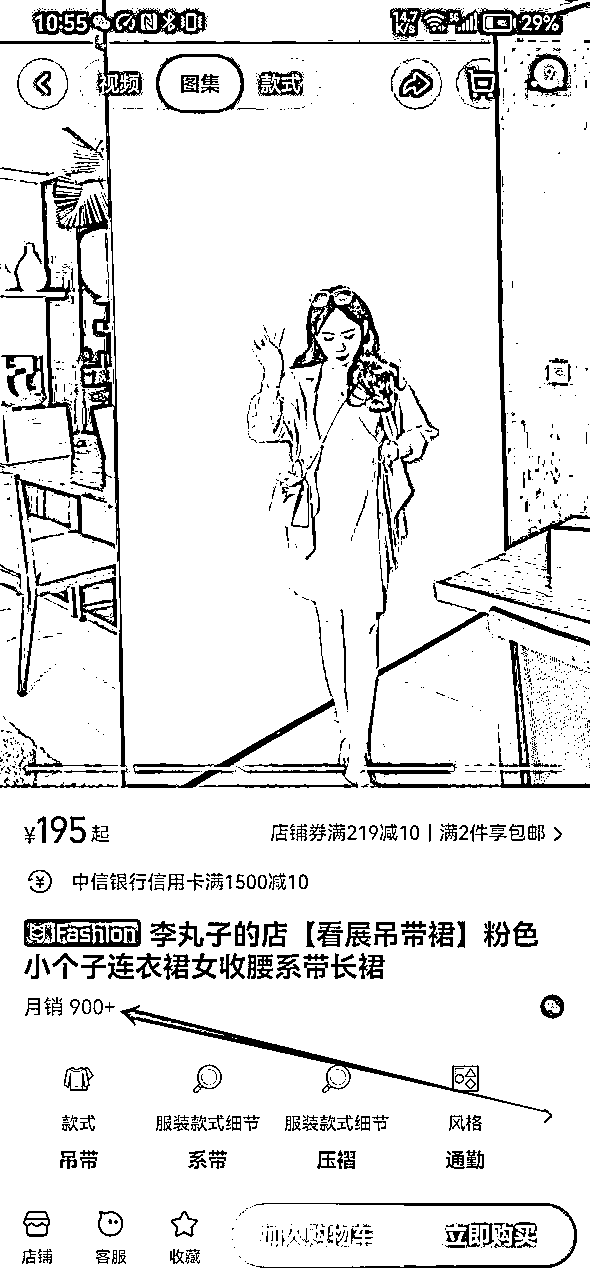 10:55 14.7 K/s 5G 29%
视频 图集 款式
¥195起 店铺券满219减10 | 满2件享包邮
中信银行信用卡满1500减10
Fashion 李丸子的店【看展吊带裙】粉色
小个子连衣裙女收腰系带长裙
月销 900+
款式 服装款式细节 服装款式细节 风格
吊带 系带 压褶 通勤
店铺 客服 收藏 加入购物车 立即购买